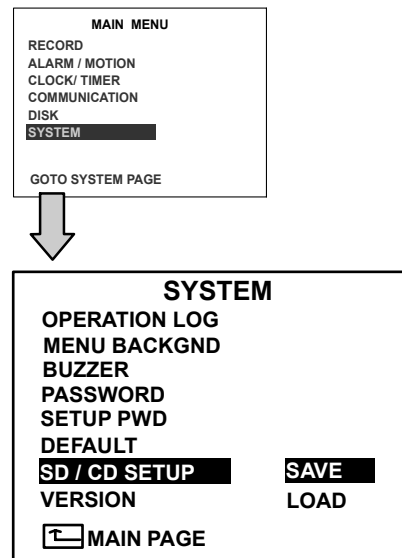 MAIN MENU
RECORD
ALARM / MOTION
CLOCK/ TIMER
COMMUNICATION
DISK
SYSTEM
GOTO SYSTEM PAGE
SYSTEM
OPERATION LOG
MENU BACKGND
BUZZER
PASSWORD
SETUP PWD
DEFAULT
SD / CD SETUP SAVE
VERSION LOAD
MAIN PAGE